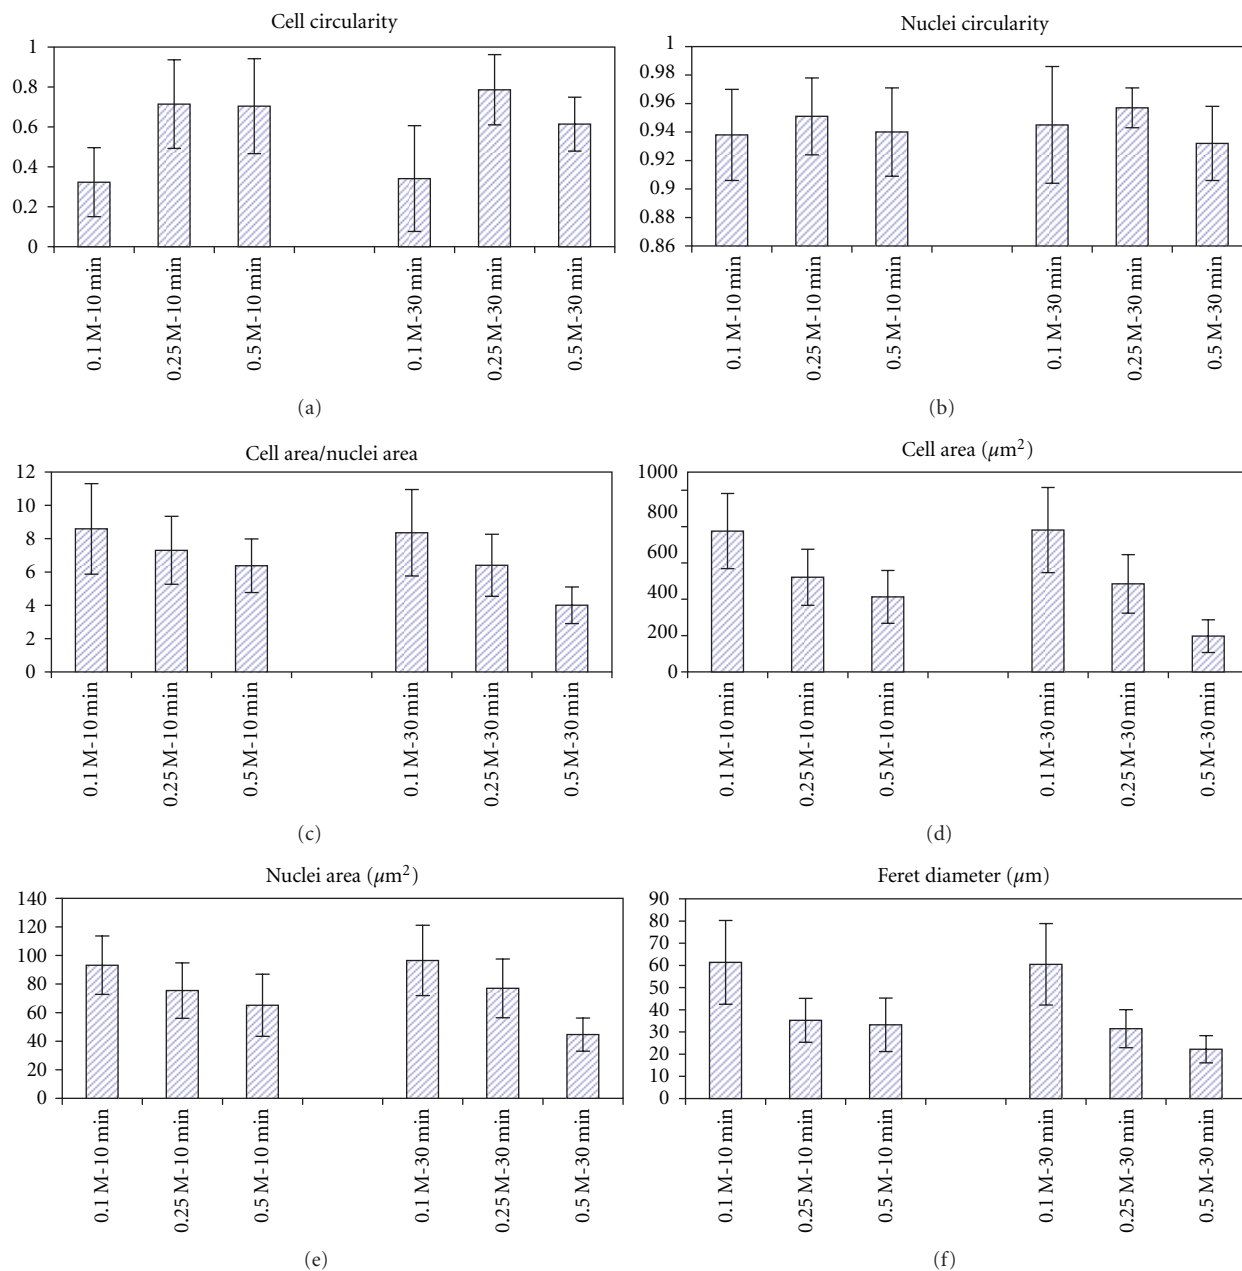 Cell circularity
1
0.8
0.6
0.4
0.2
0
0.1 M-10 min
0.25 M-10 min
0.5 M-10 min
0.1 M-30 min
0.25 M-30 min
0.5 M-30 min
(a)
Nuclei circularity
1
0.98
0.96
0.94
0.92
0.9
0.88
0.86
0.1 M-10 min
0.25 M-10 min
0.5 M-10 min
0.1 M-30 min
0.25 M-30 min
0.5 M-30 min
(b)
Cell area/nuclei area
12
10
8
6
4
2
0
0.1 M-10 min
0.25 M-10 min
0.5 M-10 min
0.1 M-30 min
0.25 M-30 min
0.5 M-30 min
(c)
Cell area (μm²)
1000
800
600
400
200
0
0.1 M-10 min
0.25 M-10 min
0.5 M-10 min
0.1 M-30 min
0.25 M-30 min
0.5 M-30 min
(d)
Nuclei area (μm²)
140
120
100
80
60
40
20
0
0.1 M-10 min
0.25 M-10 min
0.5 M-10 min
0.1 M-30 min
0.25 M-30 min
0.5 M-30 min
(e)
Feret diameter (μm)
90
80
70
60
50
40
30
20
10
0
0.1 M-10 min
0.25 M-10 min
0.5 M-10 min
0.1 M-30 min
0.25 M-30 min
0.5 M-30 min
(f)